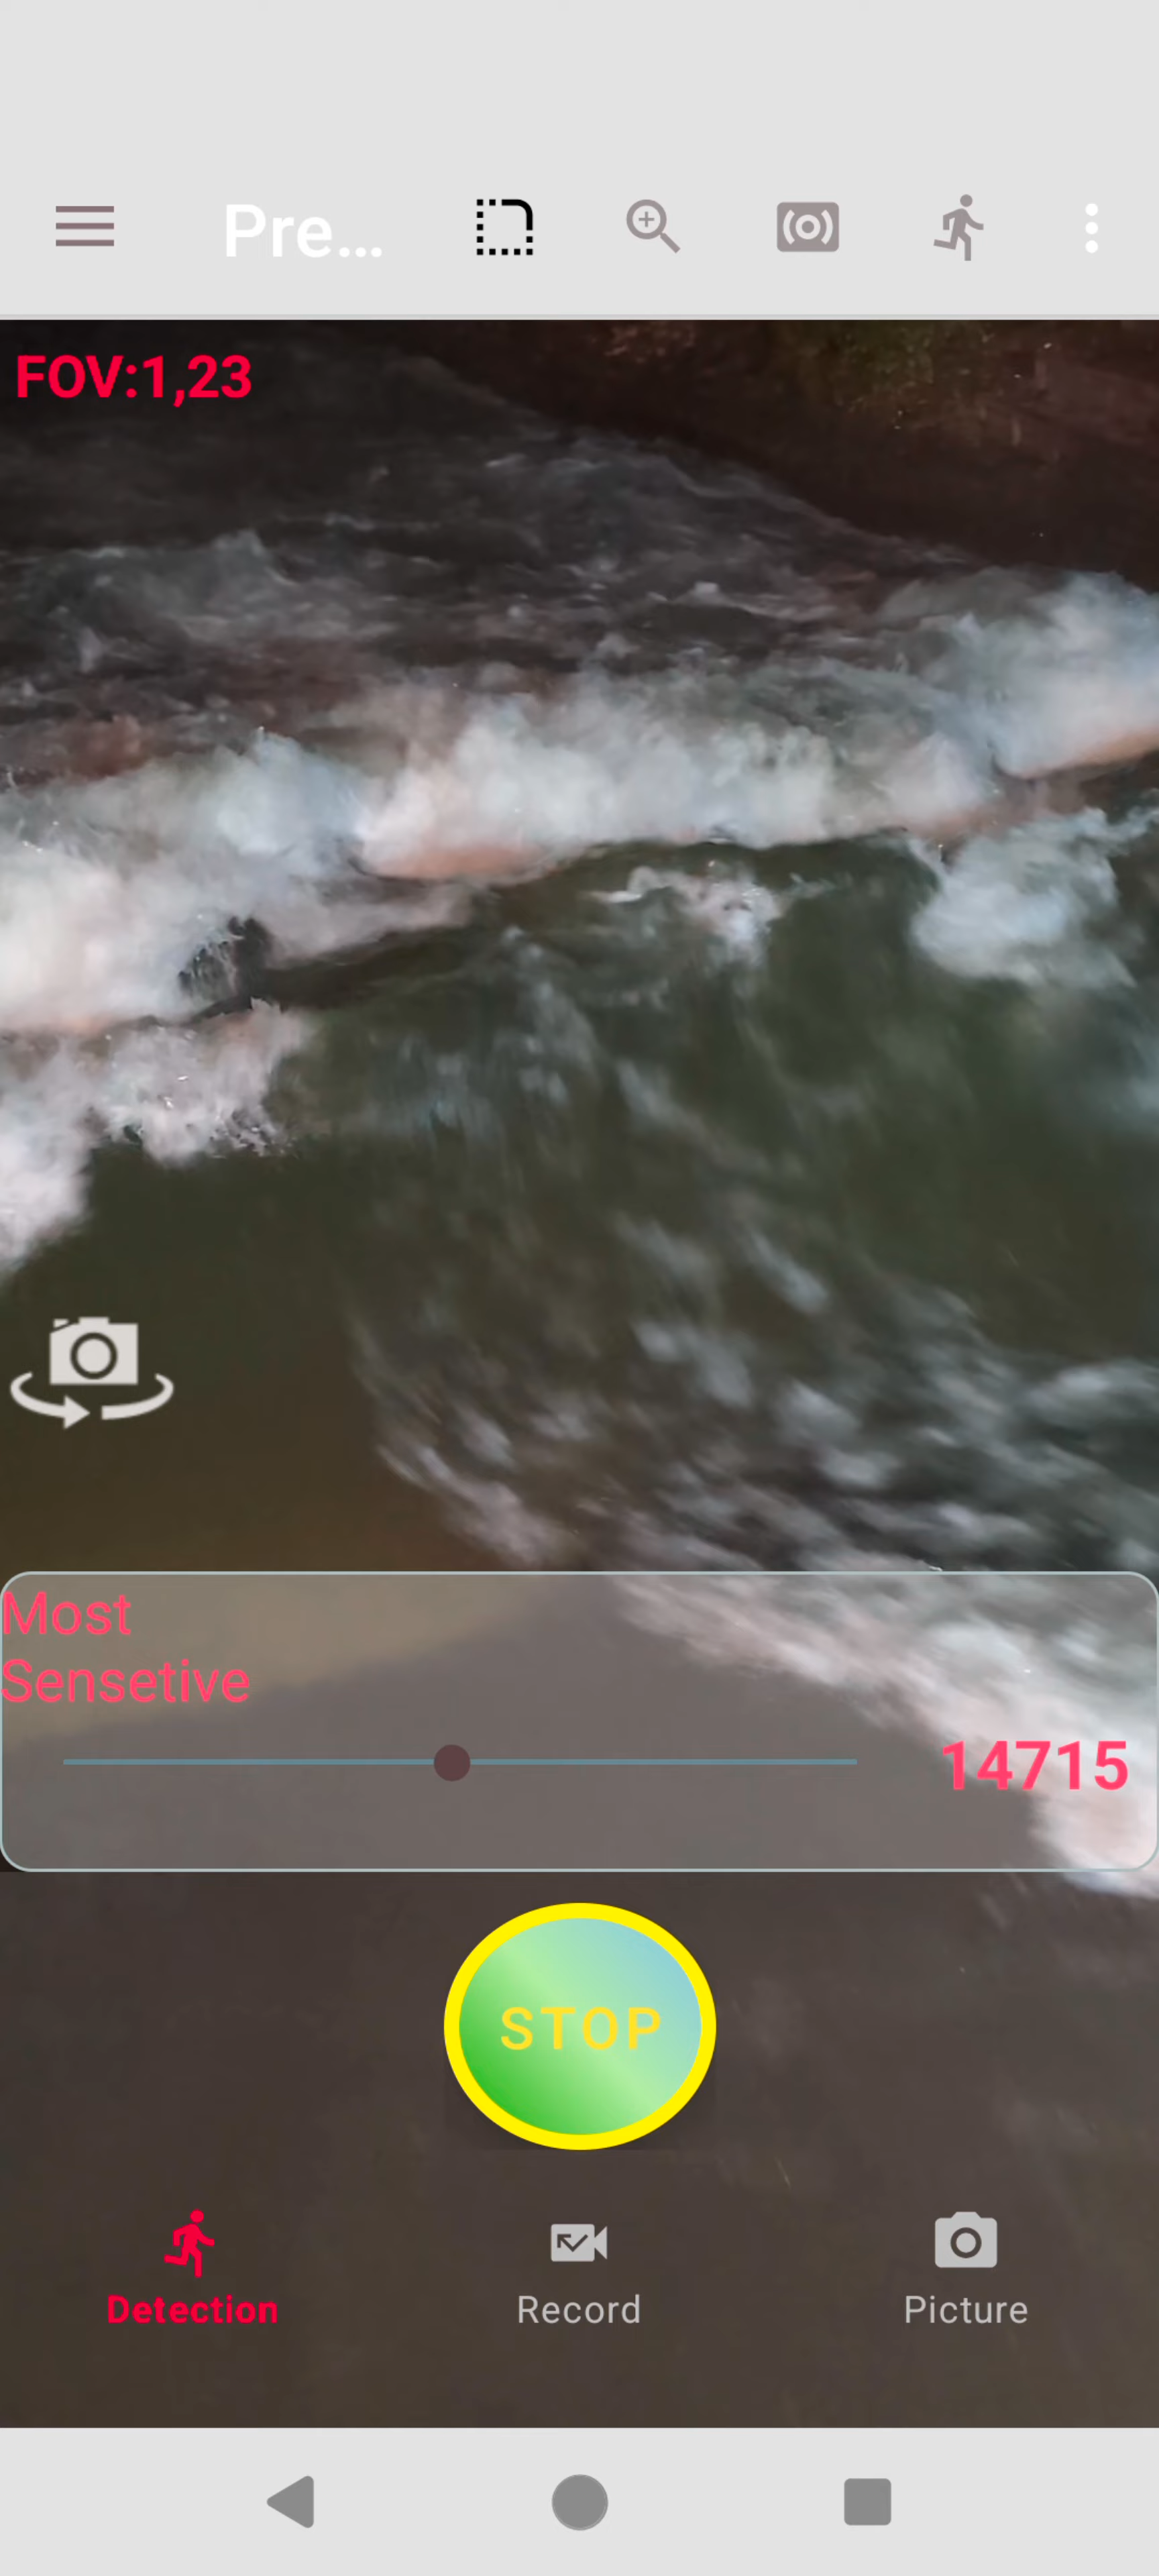 Pre...
FOV:1,23
Most
Sensetive
14715
STOP
Detection
Record
Picture